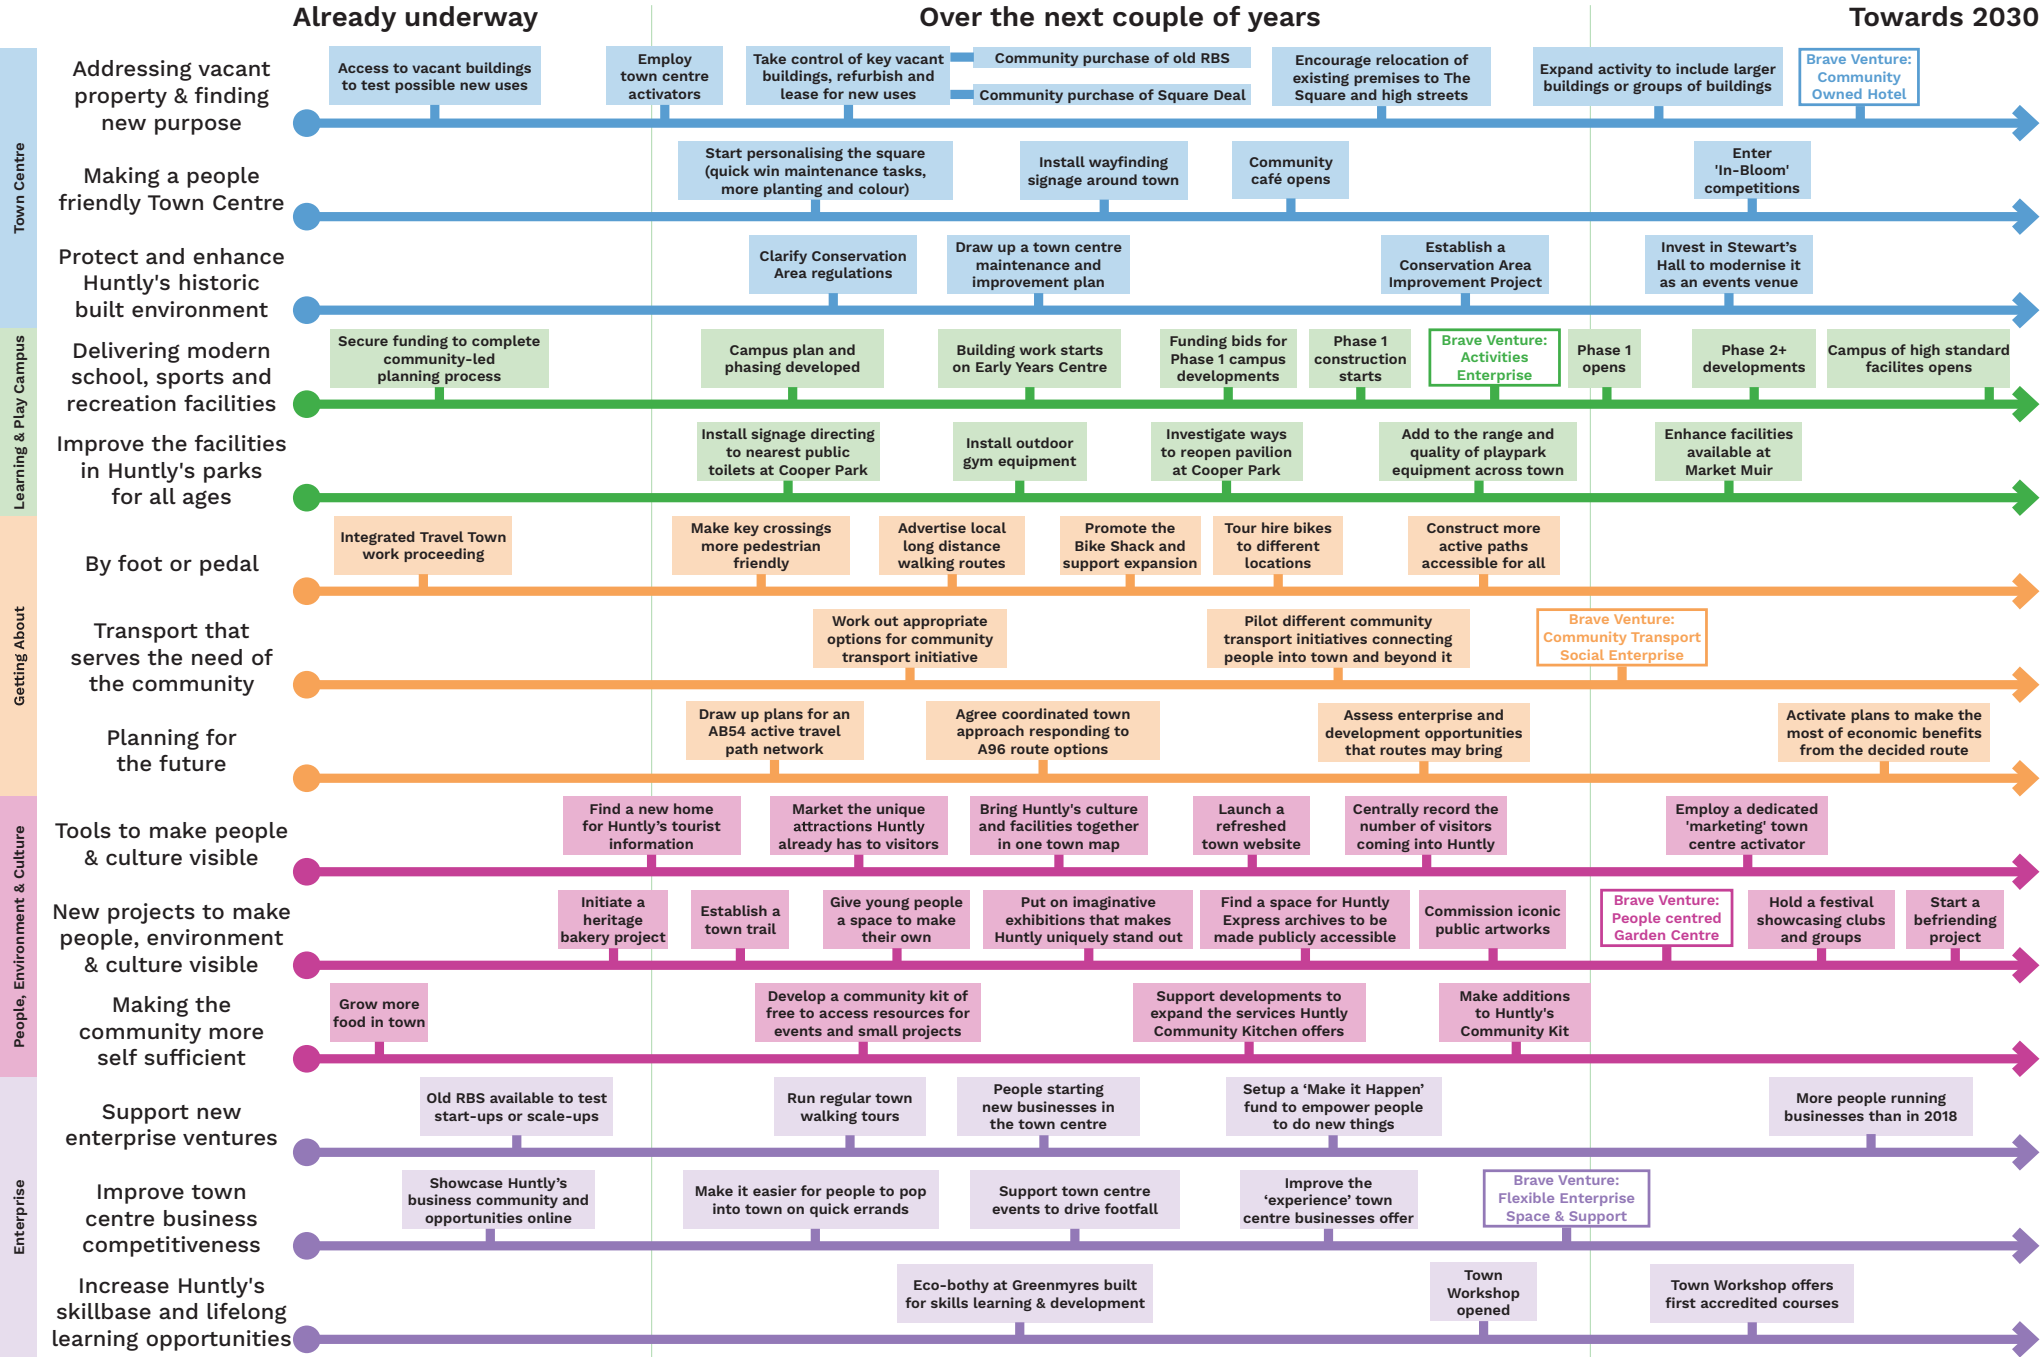 Already underway
Over the next couple of years
Towards 2030
Town Centre
Addressing vacant
property & finding
new purpose
Access to vacant buildings
to test possible new uses
Employ
town centre
activators
Take control of key vacant
buildings, refurbish and
lease for new uses
Community purchase of old RBS
Community purchase of Square Deal
Encourage relocation of
existing premises to The
Square and high streets
Expand activity to include larger
buildings or groups of buildings
Brave Venture:
Community
Owned Hotel
Making a people
friendly Town Centre
Start personalising the square
(quick win maintenance tasks,
more planting and colour)
Install wayfinding
signage around town
Community
café opens
Enter
'In-Bloom'
competitions
Protect and enhance
Huntly's historic
built environment
Clarify Conservation
Area regulations
Draw up a town centre
maintenance and
improvement plan
Establish a
Conservation Area
Improvement Project
Invest in Stewart’s
Hall to modernise it
as an events venue
Learning & Play Campus
Delivering modern
school, sports and
recreation facilities
Secure funding to complete
community-led
planning process
Campus plan and
phasing developed
Building work starts
on Early Years Centre
Funding bids for
Phase 1 campus
developments
Phase 1
construction
starts
Brave Venture:
Activities
Enterprise
Phase 1
opens
Phase 2+
developments
Campus of high standard
facilites opens
Improve the facilities
in Huntly's parks
for all ages
Install signage directing
to nearest public
toilets at Cooper Park
Install outdoor
gym equipment
Investigate ways
to reopen pavilion
at Cooper Park
Add to the range and
quality of playpark
equipment across town
Enhance facilities
available at
Market Muir
Getting About
By foot or pedal
Integrated Travel Town
work proceeding
Make key crossings
more pedestrian
friendly
Advertise local
long distance
walking routes
Promote the
Bike Shack and
support expansion
Tour hire bikes
to different
locations
Construct more
active paths
accessible for all
Transport that
serves the need of
the community
Work out appropriate
options for community
transport initiative
Pilot different community
transport initiatives connecting
people into town and beyond it
Brave Venture:
Community Transport
Social Enterprise
Planning for
the future
Draw up plans for an
AB54 active travel
path network
Agree coordinated town
approach responding to
A96 route options
Assess enterprise and
development opportunities
that routes may bring
Activate plans to make the
most of economic benefits
from the decided route
People, Environment & Culture
Tools to make people
& culture visible
Find a new home
for Huntly’s tourist
information
Market the unique
attractions Huntly
already has to visitors
Bring Huntly's culture
and facilities together
in one town map
Launch a
refreshed
town website
Centrally record the
number of visitors
coming into Huntly
Employ a dedicated
'marketing' town
centre activator
New projects to make
people, environment
& culture visible
Initiate a
heritage
bakery project
Establish a
town trail
Give young people
a space to make
their own
Put on imaginative
exhibitions that makes
Huntly uniquely stand out
Find a space for Huntly
Express archives to be
made publicly accessible
Commission iconic
public artworks
Brave Venture:
People centred
Garden Centre
Hold a festival
showcasing clubs
and groups
Start a
befriending
project
Making the
community more
self sufficient
Grow more
food in town
Develop a community kit of
free to access resources for
events and small projects
Support developments to
expand the services Huntly
Community Kitchen offers
Make additions
to Huntly's
Community Kit
Enterprise
Support new
enterprise ventures
Old RBS available to test
start-ups or scale-ups
Run regular town
walking tours
People starting
new businesses in
the town centre
Setup a ‘Make it Happen’
fund to empower people
to do new things
More people running
businesses than in 2018
Improve town
centre business
competitiveness
Showcase Huntly’s
business community and
opportunities online
Make it easier for people to pop
into town on quick errands
Support town centre
events to drive footfall
Improve the
‘experience’ town
centre businesses offer
Brave Venture:
Flexible Enterprise
Space & Support
Increase Huntly's
skillbase and lifelong
learning opportunities
Eco-bothy at Greenmyres built
for skills learning & development
Town
Workshop
opened
Town Workshop offers
first accredited courses